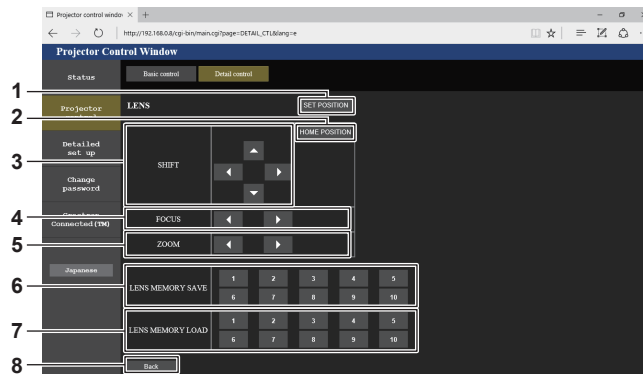 Projector control windov
http://192.168.0.8/cgi-bin/main.cgi?page=DETAIL_CTL&lang=e
Projector Control Window
Status
Basic control
Detail control
1
Projector
LENS
SET POSITION
2
HOME POSITION
Detailed
set up
3
SHIFT
Change
password
4
FOCUS
Connected(TM)
5
ZOOM
Japanese
6
LENS MEMORY SAVE
1 2 3 4 5
6 7 8 9 10
7
LENS MEMORY LOAD
1 2 3 4 5
6 7 8 9 10
8
Back